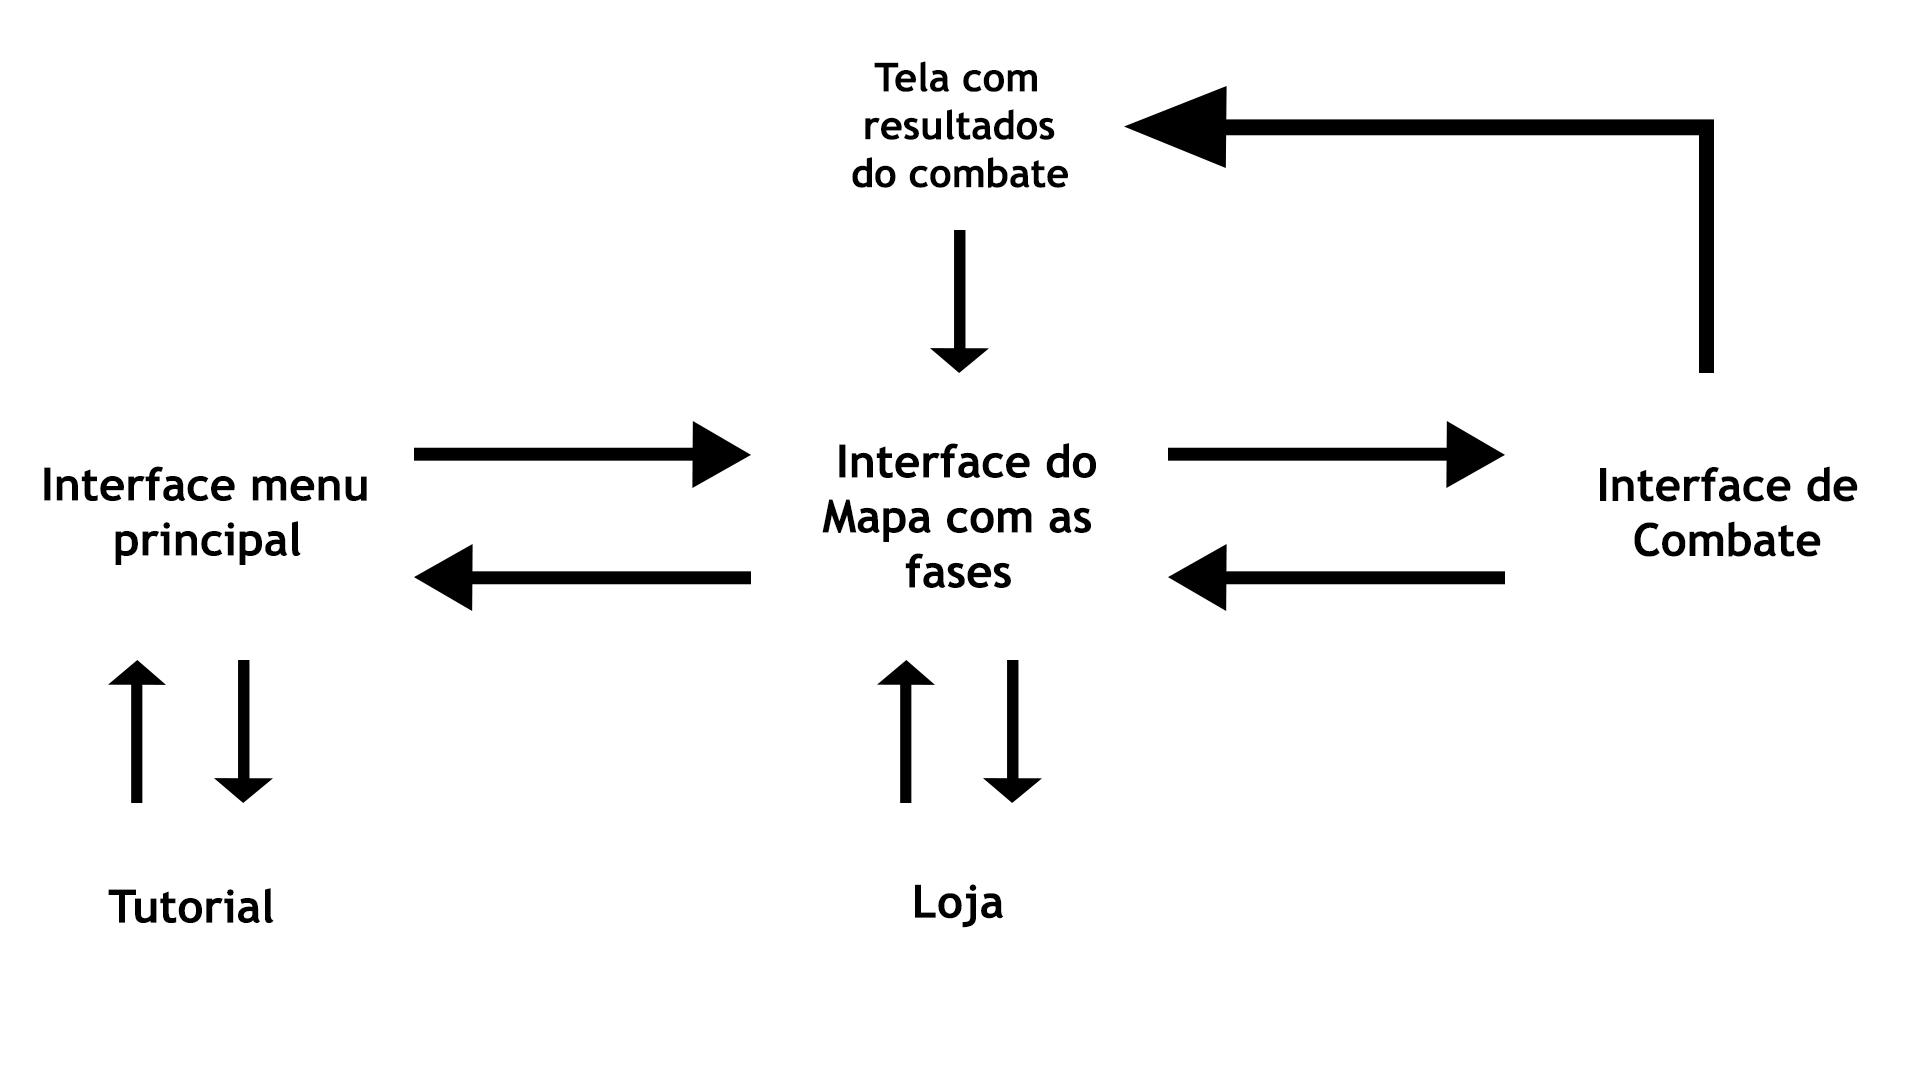 Tela com
resultados
do combate
Interface menu
principal
Interface do
Mapa com as
fases
Interface de
Combate
Tutorial
Loja